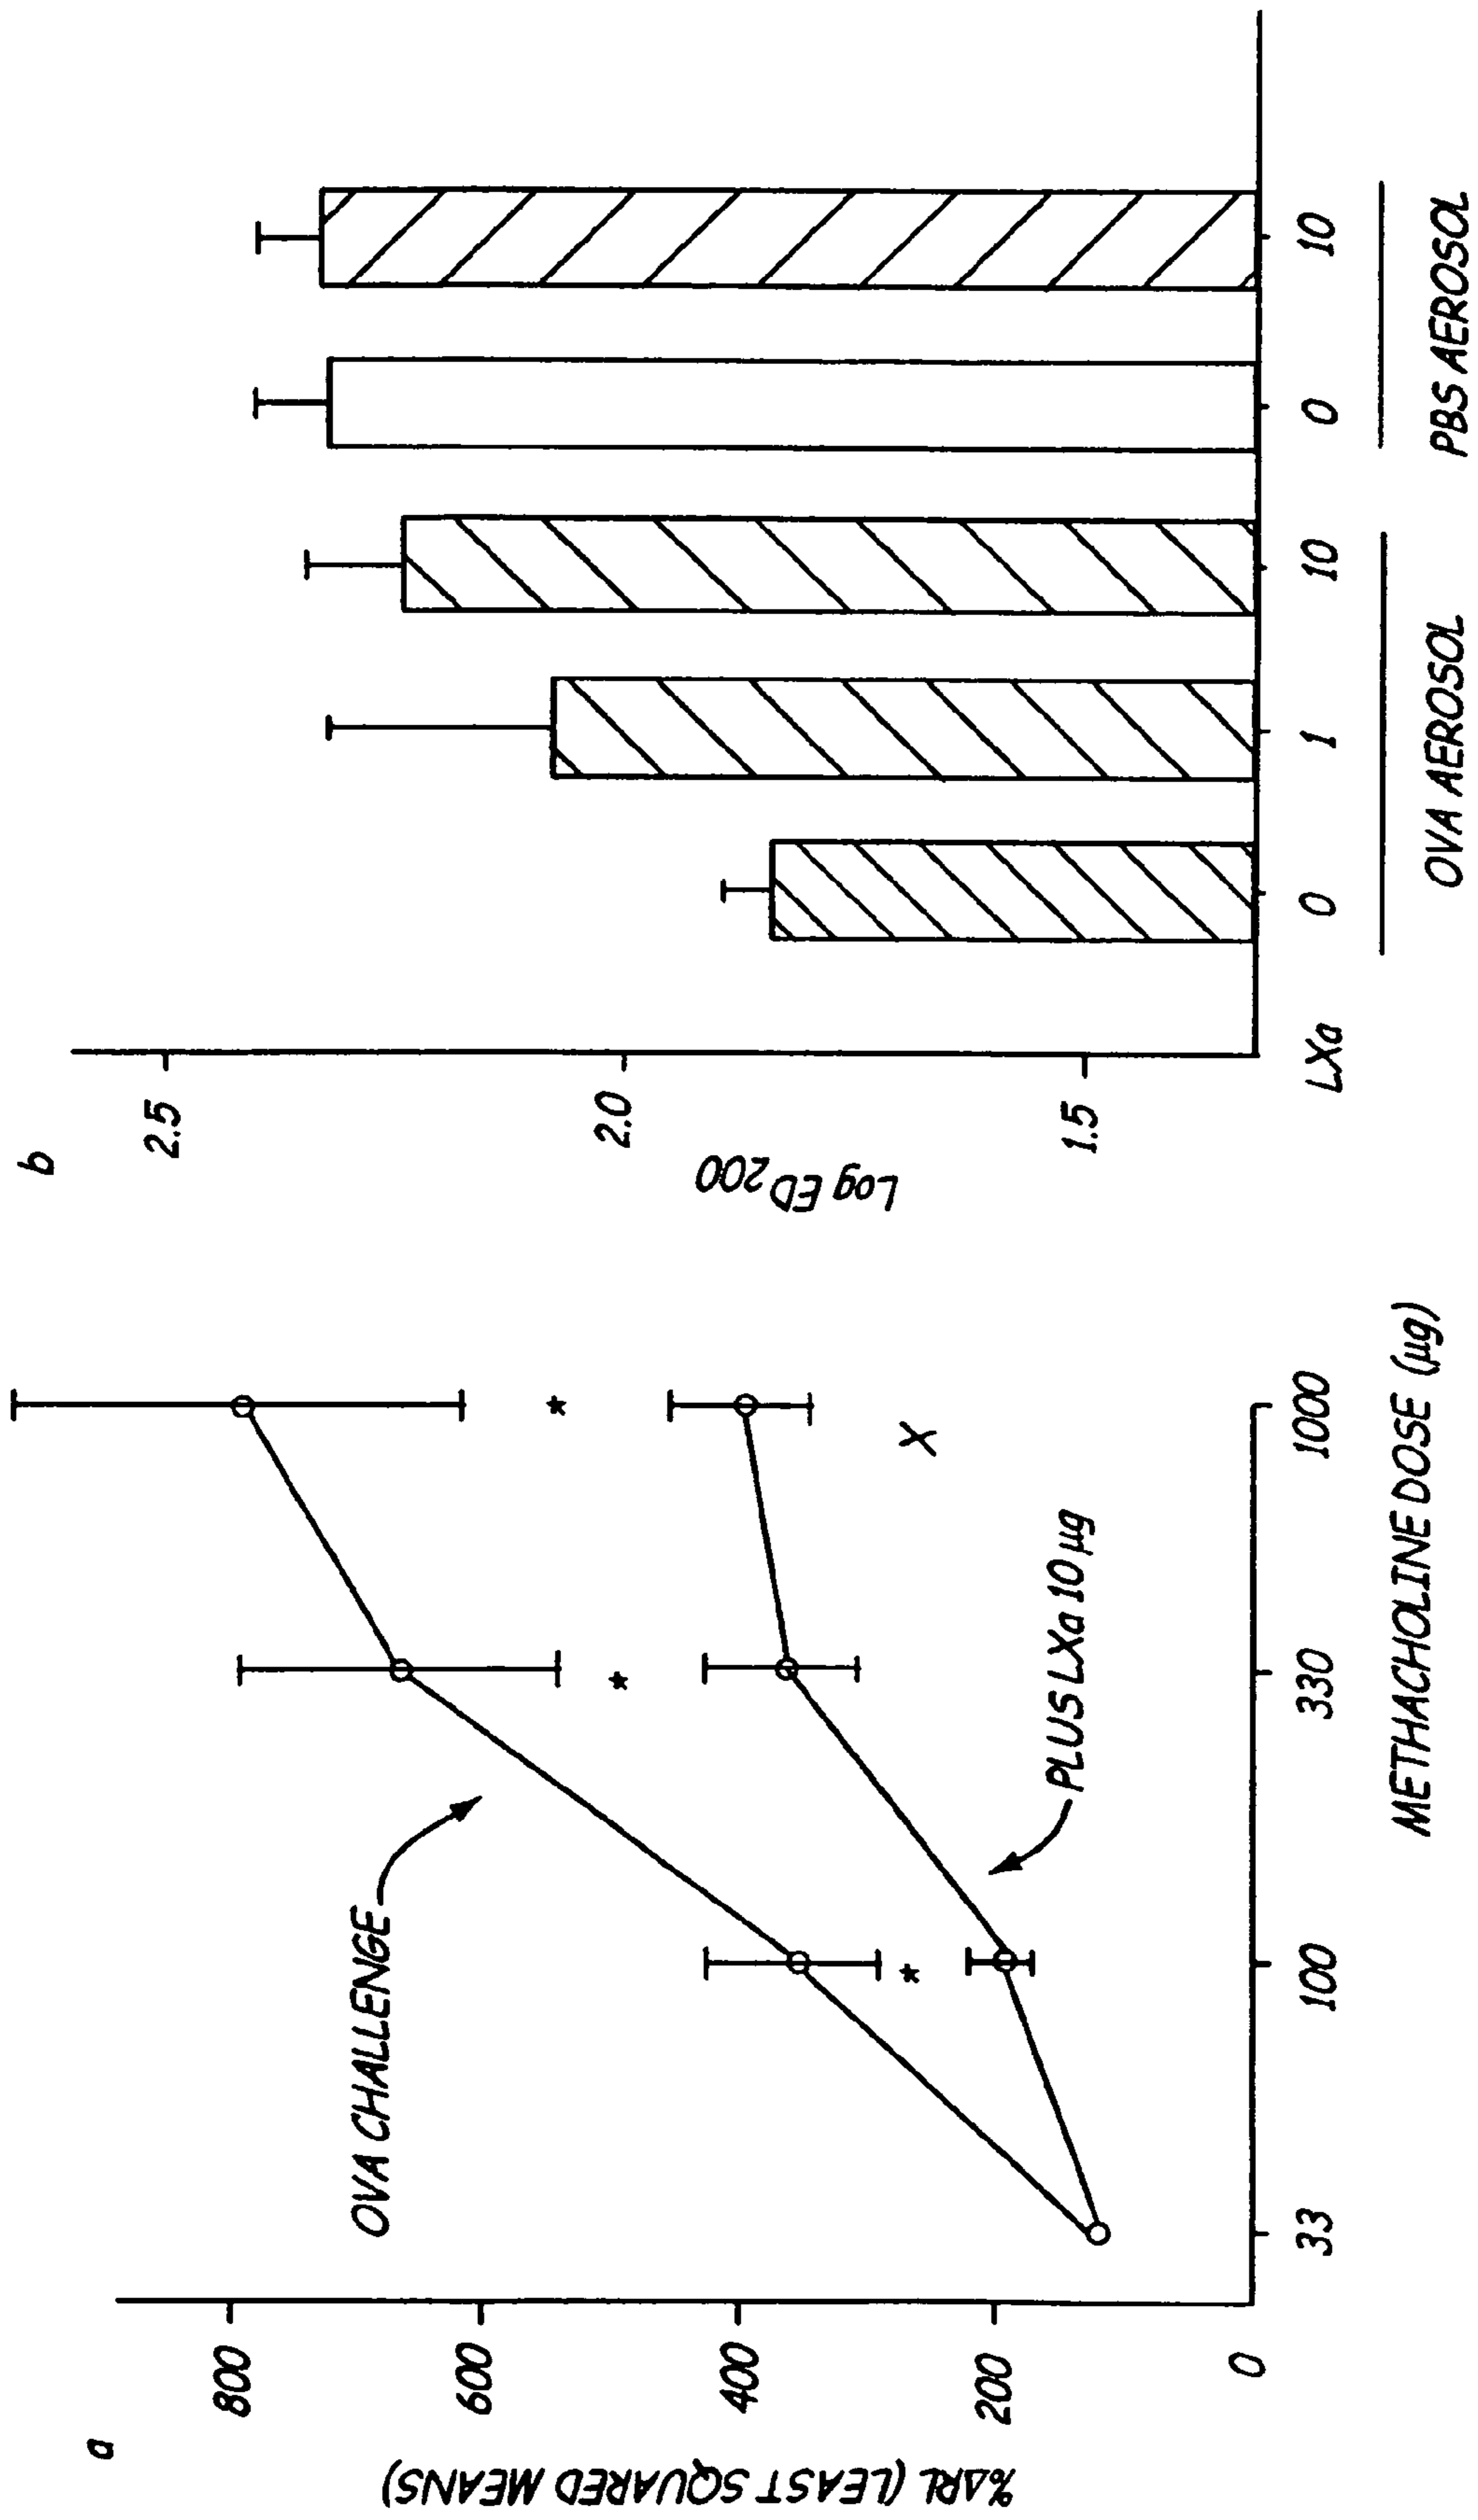 a
%ΔRL (LEAST SQUARED MEANS)
800
600
400
200
0
OVA CHALLENGE
PLUS LXa 10 µg
*
*
*
X
33
100
330
1000
METHACHOLINE DOSE (µg)
b
Log ED200
2.5
2.0
1.5
LXa
0
1
10
0
10
OVA AEROSOL
PBS AEROSOL